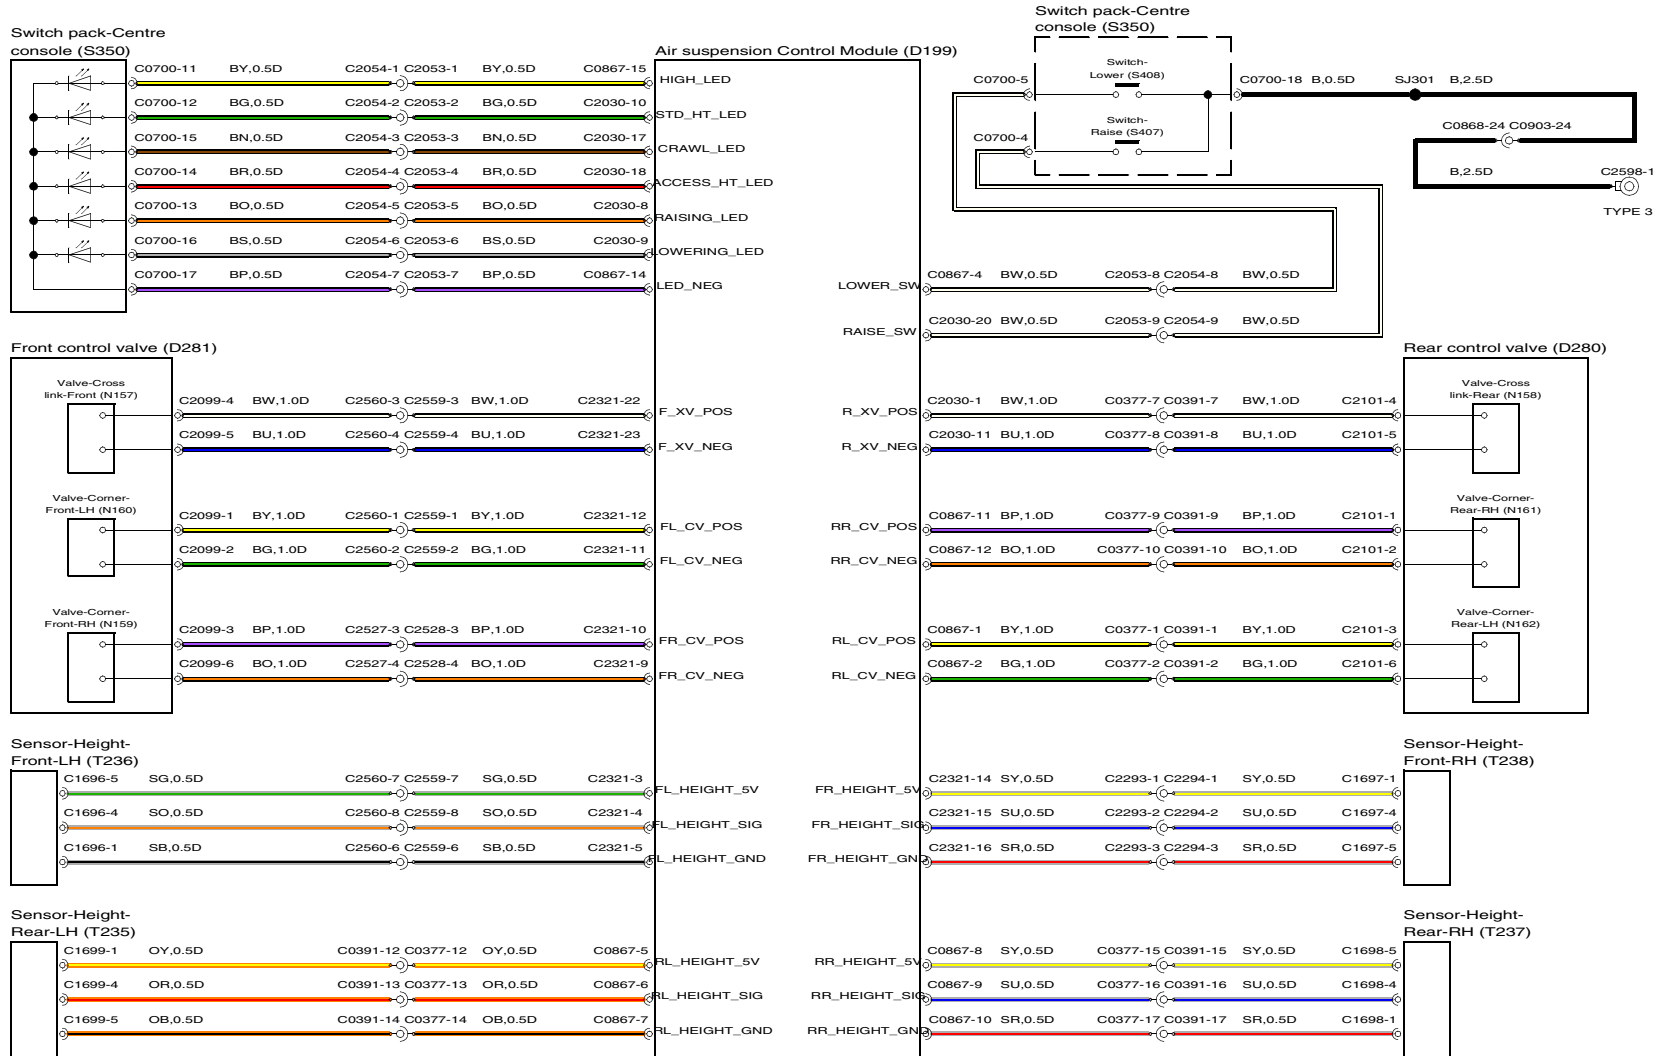 Switch pack-Centre
console (S350)
C0700-11 BY,0.5D C2054-1 C2053-1 BY,0.5D C0867-15 HIGH_LED
C0700-12 BG,0.5D C2054-2 C2053-2 BG,0.5D C2030-10 STD_HT_LED
C0700-15 BN,0.5D C2054-3 C2053-3 BN,0.5D C2030-17 CRAWL_LED
C0700-14 BR,0.5D C2054-4 C2053-4 BR,0.5D C2030-18 ACCESS_HT_LED
C0700-13 BO,0.5D C2054-5 C2053-5 BO,0.5D C2030-8 RAISING_LED
C0700-16 BS,0.5D C2054-6 C2053-6 BS,0.5D C2030-9 LOWERING_LED
C0700-17 BP,0.5D C2054-7 C2053-7 BP,0.5D C0867-14 LED_NEG
Air suspension Control Module (D199)
Switch pack-Centre
console (S350)
Switch-
Lower (S408)
Switch-
Raise (S407)
C0700-5
C0700-4
C0700-18 B,0.5D SJ301 B,2.5D
C0868-24 C0903-24
B,2.5D C2598-1
TYPE 3
LOWER_SW C0867-4 BW,0.5D C2053-8 C2054-8 BW,0.5D
RAISE_SW C2030-20 BW,0.5D C2053-9 C2054-9 BW,0.5D
Front control valve (D281)
Valve-Cross
link-Front (N157)
C2099-4 BW,1.0D C2560-3 C2559-3 BW,1.0D C2321-22 F_XV_POS
C2099-5 BU,1.0D C2560-4 C2559-4 BU,1.0D C2321-23 F_XV_NEG
Valve-Corner-
Front-LH (N160)
C2099-1 BY,1.0D C2560-1 C2559-1 BY,1.0D C2321-12 FL_CV_POS
C2099-2 BG,1.0D C2560-2 C2559-2 BG,1.0D C2321-11 FL_CV_NEG
Valve-Corner-
Front-RH (N159)
C2099-3 BP,1.0D C2527-3 C2528-3 BP,1.0D C2321-10 FR_CV_POS
C2099-6 BO,1.0D C2527-4 C2528-4 BO,1.0D C2321-9 FR_CV_NEG
Rear control valve (D280)
Valve-Cross
link-Rear (N158)
R_XV_POS C2030-1 BW,1.0D C0377-7 C0391-7 BW,1.0D C2101-4
R_XV_NEG C2030-11 BU,1.0D C0377-8 C0391-8 BU,1.0D C2101-5
Valve-Corner-
Rear-RH (N161)
RR_CV_POS C0867-11 BP,1.0D C0377-9 C0391-9 BP,1.0D C2101-1
RR_CV_NEG C0867-12 BO,1.0D C0377-10 C0391-10 BO,1.0D C2101-2
Valve-Corner-
Rear-LH (N162)
RL_CV_POS C0867-1 BY,1.0D C0377-1 C0391-1 BY,1.0D C2101-3
RL_CV_NEG C0867-2 BG,1.0D C0377-2 C0391-2 BG,1.0D C2101-6
Sensor-Height-
Front-LH (T236)
C1696-5 SG,0.5D C2560-7 C2559-7 SG,0.5D C2321-3 FL_HEIGHT_5V
C1696-4 SO,0.5D C2560-8 C2559-8 SO,0.5D C2321-4 FL_HEIGHT_SIG
C1696-1 SB,0.5D C2560-6 C2559-6 SB,0.5D C2321-5 FL_HEIGHT_GND
Sensor-Height-
Front-RH (T238)
FR_HEIGHT_5V C2321-14 SY,0.5D C2293-1 C2294-1 SY,0.5D C1697-1
FR_HEIGHT_SIG C2321-15 SU,0.5D C2293-2 C2294-2 SU,0.5D C1697-4
FR_HEIGHT_GND C2321-16 SR,0.5D C2293-3 C2294-3 SR,0.5D C1697-5
Sensor-Height-
Rear-LH (T235)
C1699-1 OY,0.5D C0391-12 C0377-12 OY,0.5D C0867-5 RL_HEIGHT_5V
C1699-4 OR,0.5D C0391-13 C0377-13 OR,0.5D C0867-6 RL_HEIGHT_SIG
C1699-5 OB,0.5D C0391-14 C0377-14 OB,0.5D C0867-7 RL_HEIGHT_GND
Sensor-Height-
Rear-RH (T237)
RR_HEIGHT_5V C0867-8 SY,0.5D C0377-15 C0391-15 SY,0.5D C1698-5
RR_HEIGHT_SIG C0867-9 SU,0.5D C0377-16 C0391-16 SU,0.5D C1698-4
RR_HEIGHT_GND C0867-10 SR,0.5D C0377-17 C0391-17 SR,0.5D C1698-1